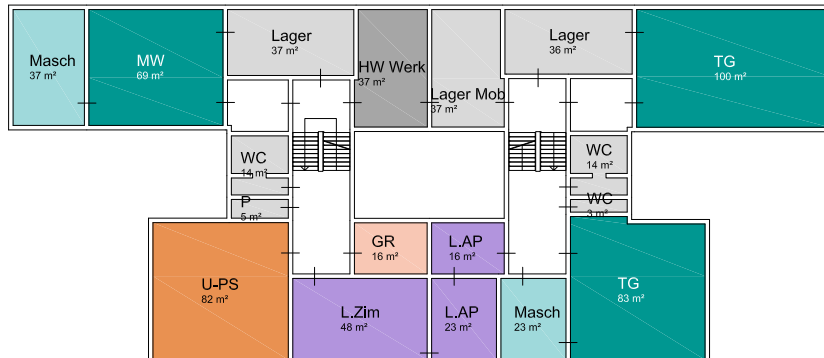 Masch
37 m²
MW
69 m²
Lager
37 m²
HW Werk
37 m²
Lager Mob
37 m²
Lager
36 m²
TG
100 m²
WC
14 m²
P
5 m²
WC
14 m²
WC
3 m²
U-PS
82 m²
GR
16 m²
L.AP
16 m²
L.Zim
48 m²
L.AP
23 m²
Masch
23 m²
TG
83 m²